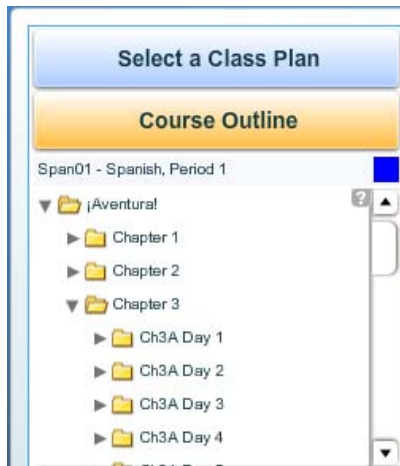 Select a Class Plan
Course Outline
Span01 - Spanish, Period 1
¡Aventura!
?
Chapter 1
Chapter 2
Chapter 3
Ch3A Day 1
Ch3A Day 2
Ch3A Day 3
Ch3A Day 4